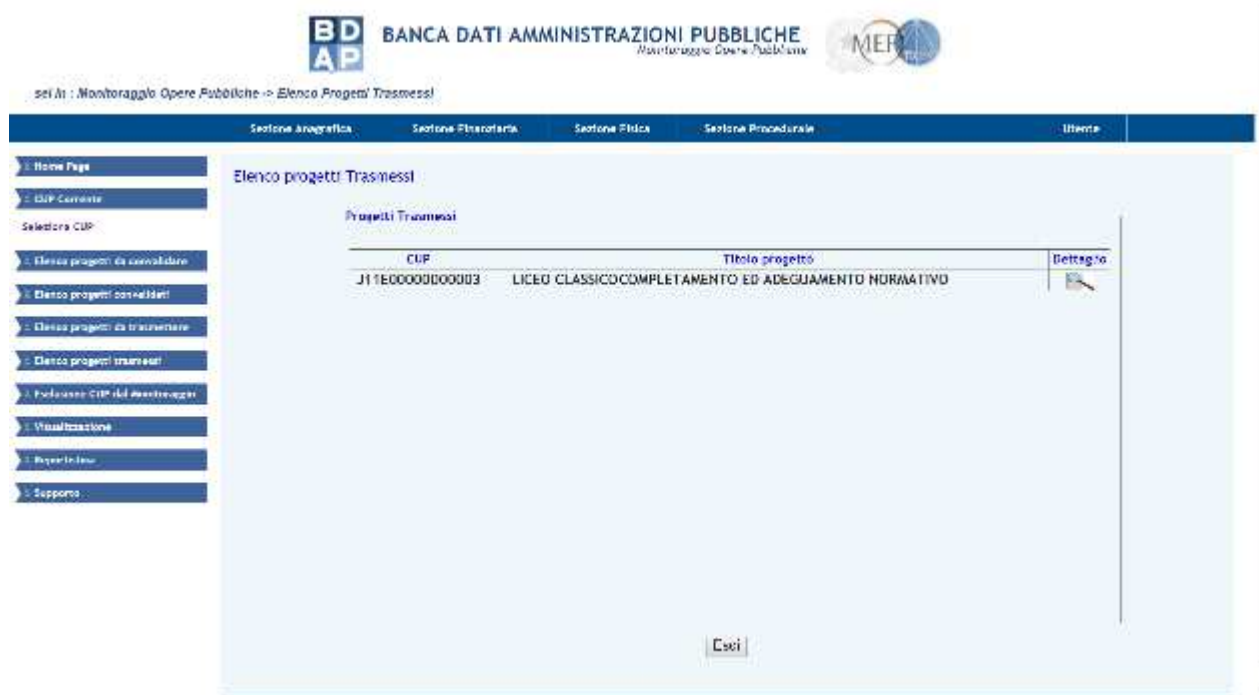 BD
AP
BANCA DATI AMMINISTRAZIONI PUBBLICHE
Monitoraggio Opere Pubbliche
MEF
sei in : Monitoraggio Opere Pubbliche -> Elenco Progetti Trasmessi
Sezione Anagrafica Sezione Finanziaria Sezione Fisica Sezione Procedurale Utente
:: Home Page
:: CUP Corrente
Seleziona CUP
:: Elenco progetti da convalidare
:: Elenco progetti convalidati
:: Elenco progetti da trasmettere
:: Elenco progetti trasmessi
:: Esclusione CUP dal Monitoraggio
:: Visualizzazione
:: Reportistica
:: Supporto
Elenco progetti Trasmessi
Progetti Trasmessi
CUP Titolo progetto Dettaglio
J11E00000000003 LICEO CLASSICOCOMPLETAMENTO ED ADEGUAMENTO NORMATIVO
Esci